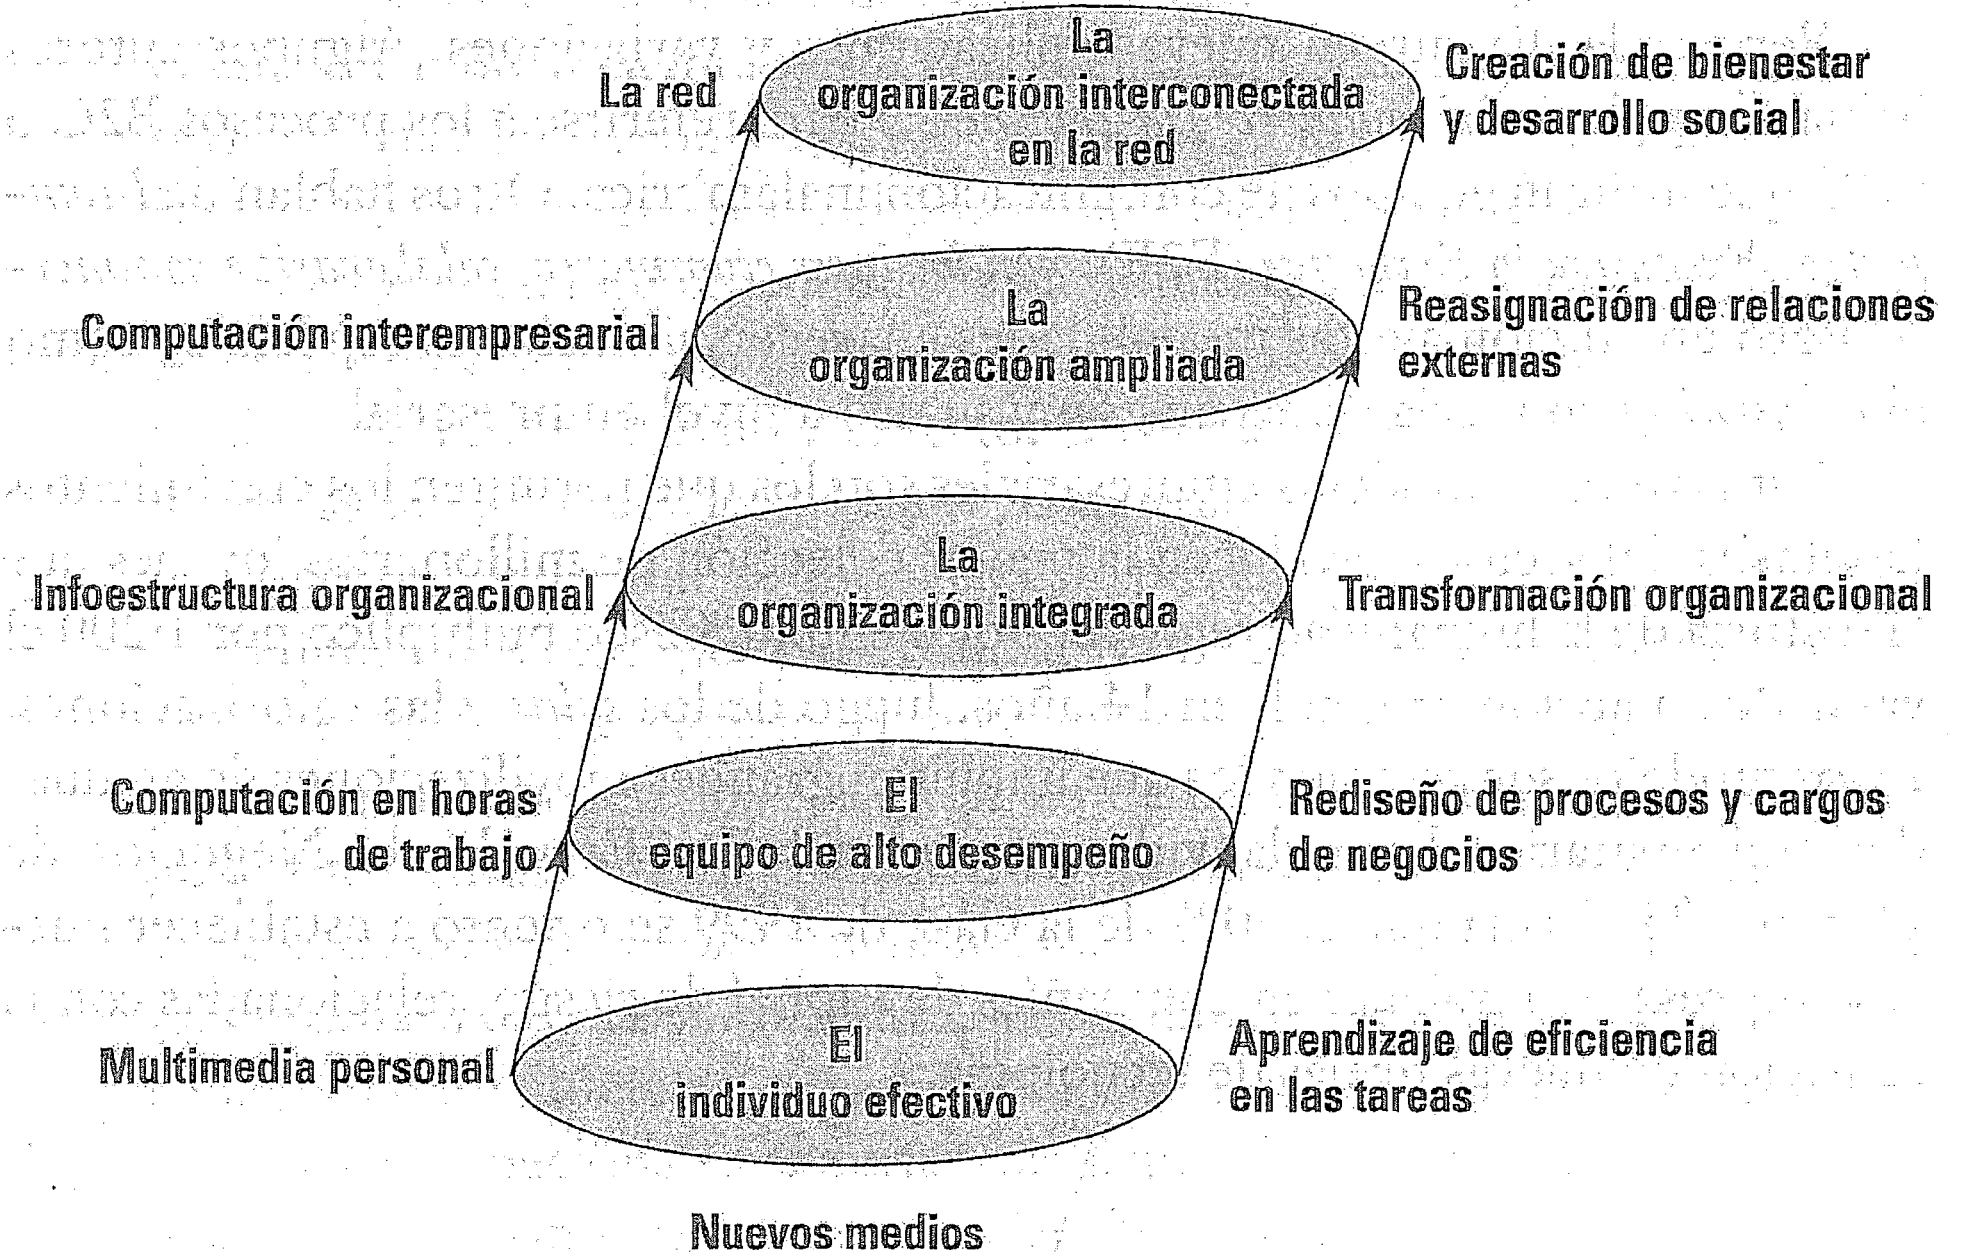 La red
La
organización interconectada
en la red
Creación de bienestar
y desarrollo social
Computación interempresarial
La
organización ampliada
Reasignación de relaciones
externas
Infoestructura organizacional
La
organización integrada
Transformación organizacional
Computación en horas
de trabajo
El
equipo de alto desempeño
Rediseño de procesos y cargos
de negocios
Multimedia personal
El
individuo efectivo
Aprendizaje de eficiencia
en las tareas
Nuevos medios